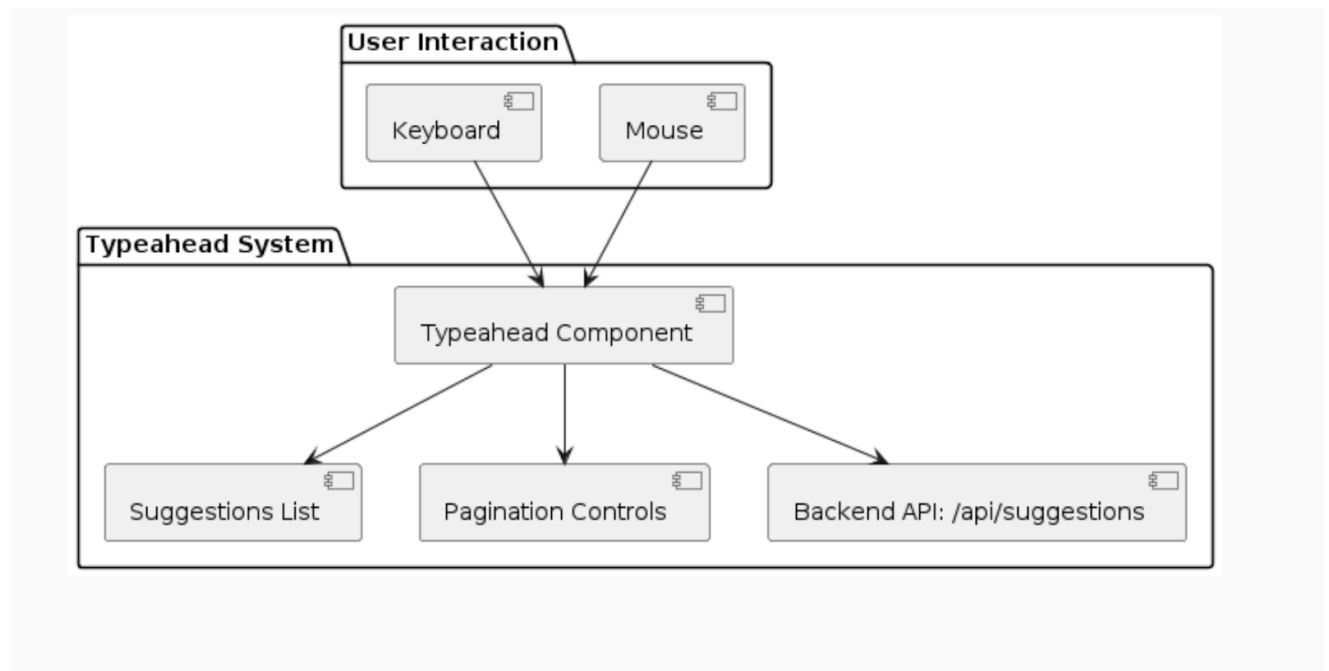 User Interaction
Keyboard
Mouse
Typeahead System
Typeahead Component
Suggestions List
Pagination Controls
Backend API: /api/suggestions